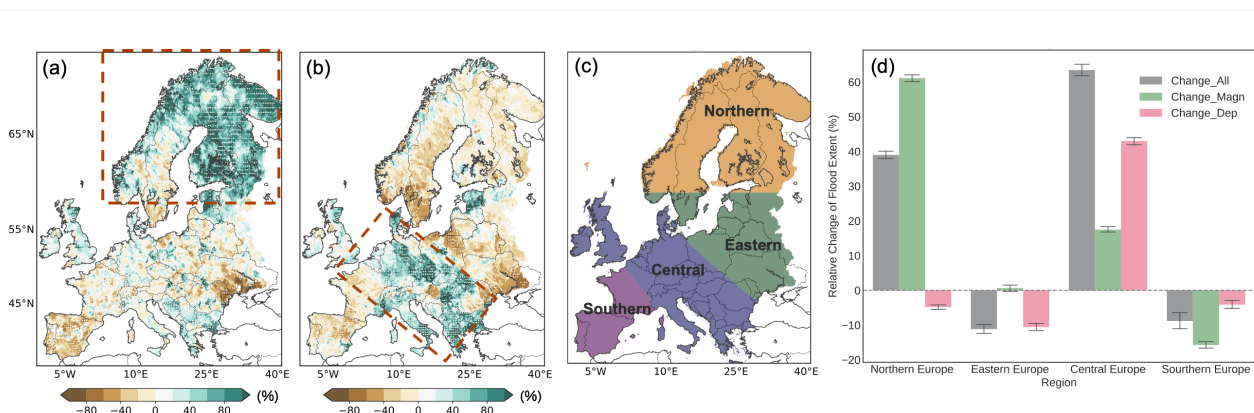 (a)
65°N
55°N
45°N
5°W 10°E 25°E 40°E
−80 −40 0 40 80 (%)
(b)
5°W 10°E 25°E 40°E
−80 −40 0 40 80 (%)
(c)
Northern
Eastern
Central
Southern
5°W 10°E 25°E 40°E
(d)
Change_All
Change_Magn
Change_Dep
Relative Change of Flood Extent (%)
60
50
40
30
20
10
0
−10
−20
Northern Europe Eastern Europe Central Europe Sourthern Europe
Region